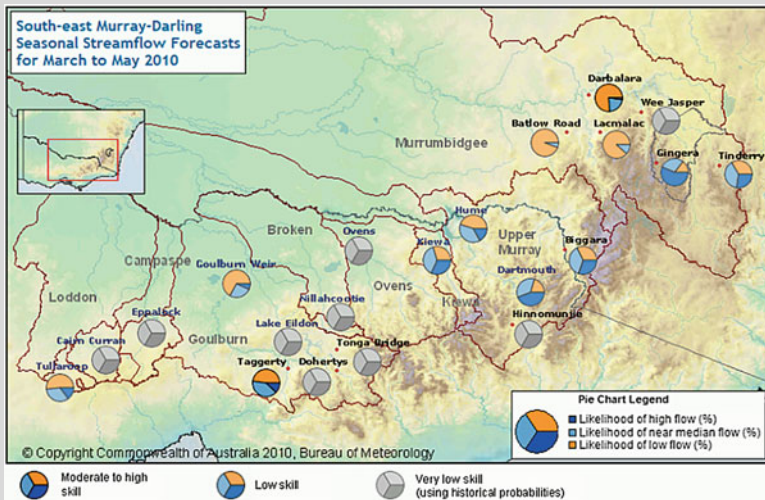 South-east Murray-Darling
Seasonal Streamflow Forecasts
for March to May 2010
Darbalara
Wee Jasper
Batlow Road
Lacmalac
Murrumbidgee
Gingera
Tinderry
Hume
Upper
Murray
Broken
Ovens
Kiewa
Biggara
Campaspe
Goulburn Weir
Dartmouth
Loddon
Ovens
Kiewa
Nillahcootie
Hinnomunjie
Eppalock
Goulburn
Lake Eildon
Tonga Bridge
Cairn Curran
Taggerty
Dohertys
Tullaroop
Pie Chart Legend
Likelihood of high flow (%)
Likelihood of near median flow (%)
Likelihood of low flow (%)
© Copyright Commonwealth of Australia 2010, Bureau of Meteorology
Moderate to high
skill
Low skill
Very low skill
(using historical probabilities)